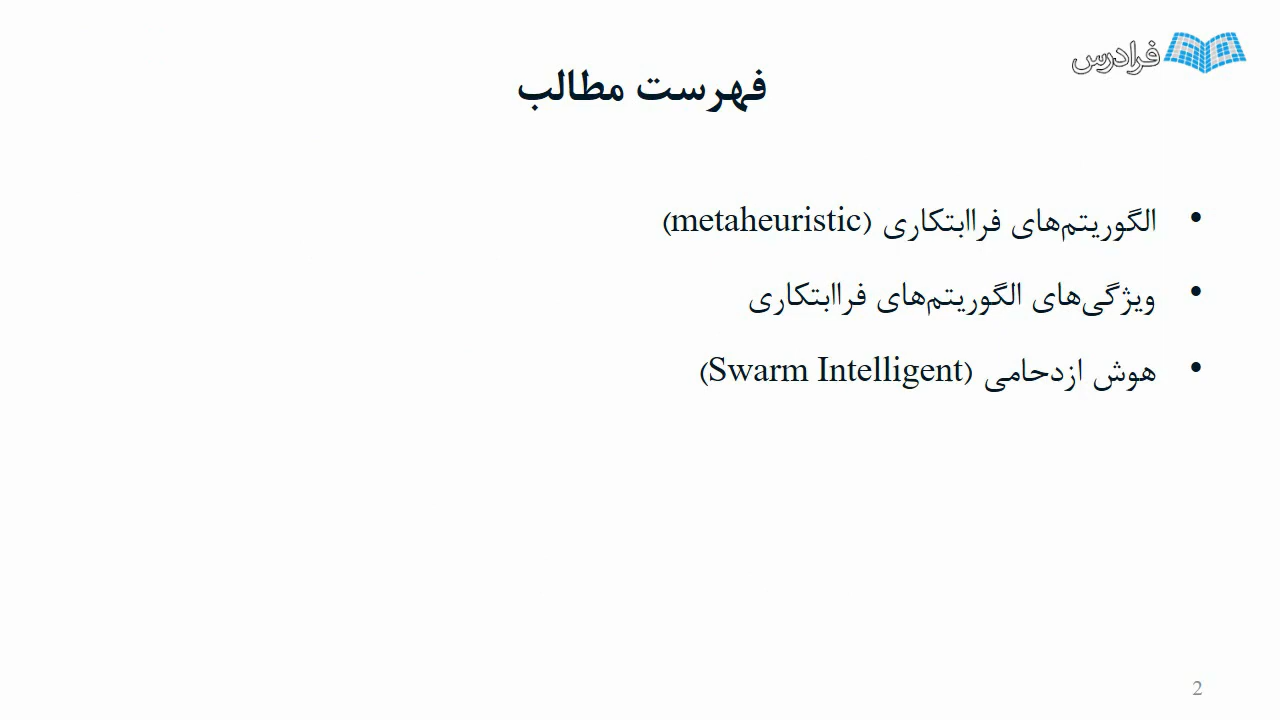 فرادرس
فهرست مطالب
• الگوریتم‌های فراابتکاری (metaheuristic)
• ویژگی‌های الگوریتم‌های فراابتکاری
• هوش ازدحامی (Swarm Intelligent)
2